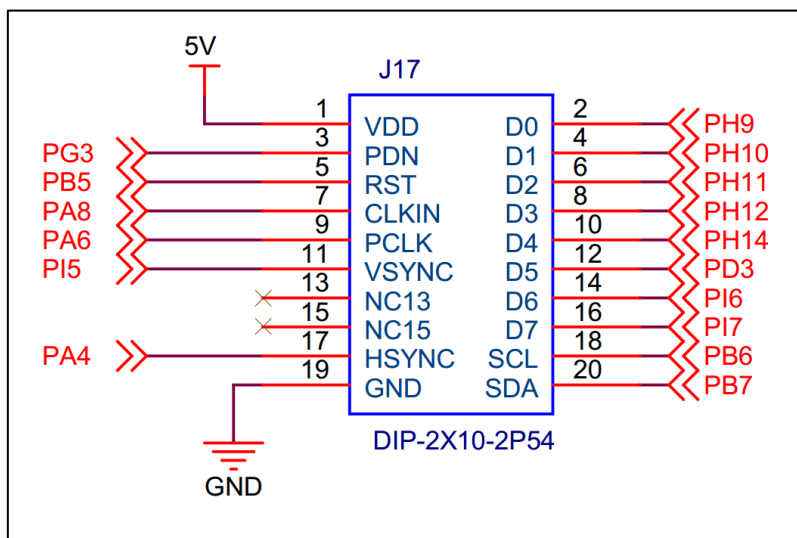 5V
J17
1 VDD D0 2 PH9
PG3 3 PDN D1 4 PH10
PB5 5 RST D2 6 PH11
PA8 7 CLKIN D3 8 PH12
PA6 9 PCLK D4 10 PH14
PI5 11 VSYNC D5 12 PD3
13 NC13 D6 14 PI6
15 NC15 D7 16 PI7
PA4 17 HSYNC SCL 18 PB6
19 GND SDA 20 PB7
DIP-2X10-2P54
GND